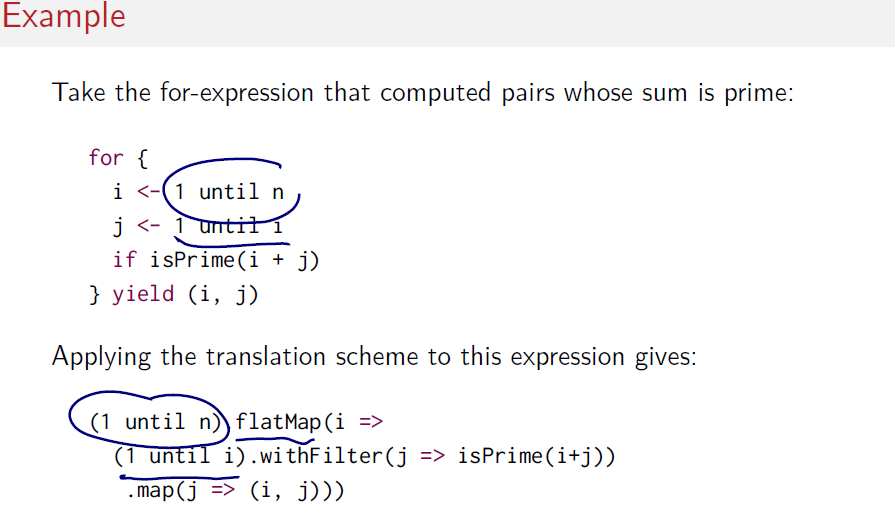 Example
Take the for-expression that computed pairs whose sum is prime:
for {
i <- 1 until n
j <- 1 until i
if isPrime(i + j)
} yield (i, j)
Applying the translation scheme to this expression gives:
(1 until n) flatMap(i =>
(1 until i).withFilter(j => isPrime(i+j))
.map(j => (i, j)))